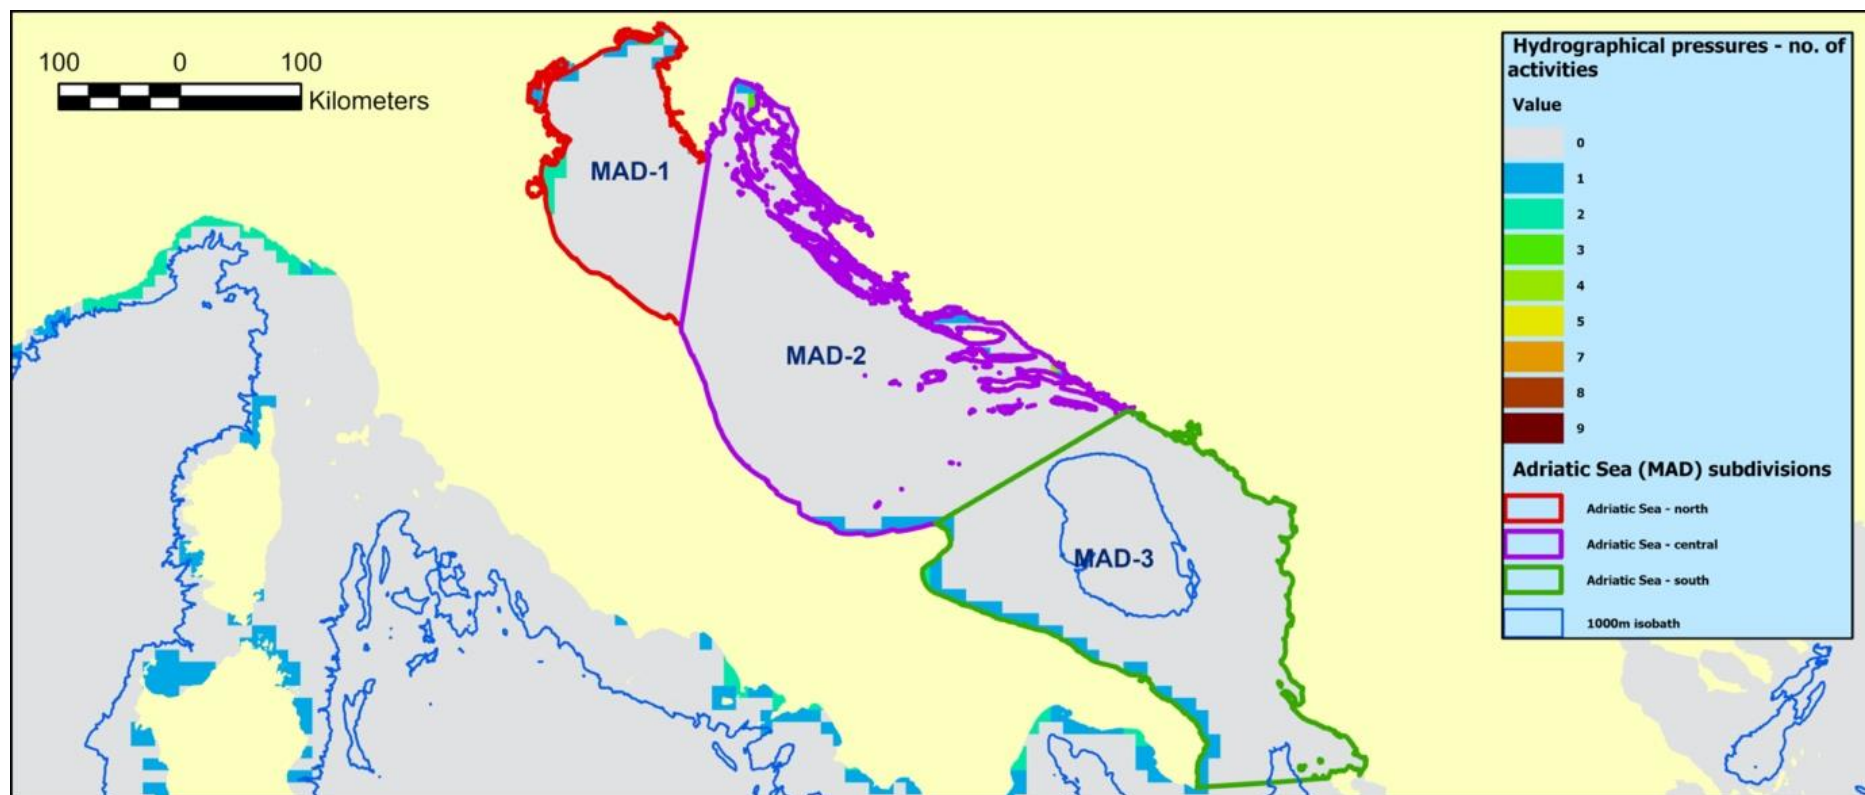 100 0 100
Kilometers
MAD-1
MAD-2
MAD-3
Hydrographical pressures - no. of
activities
Value
0
1
2
3
4
5
7
8
9
Adriatic Sea (MAD) subdivisions
Adriatic Sea - north
Adriatic Sea - central
Adriatic Sea - south
1000m isobath